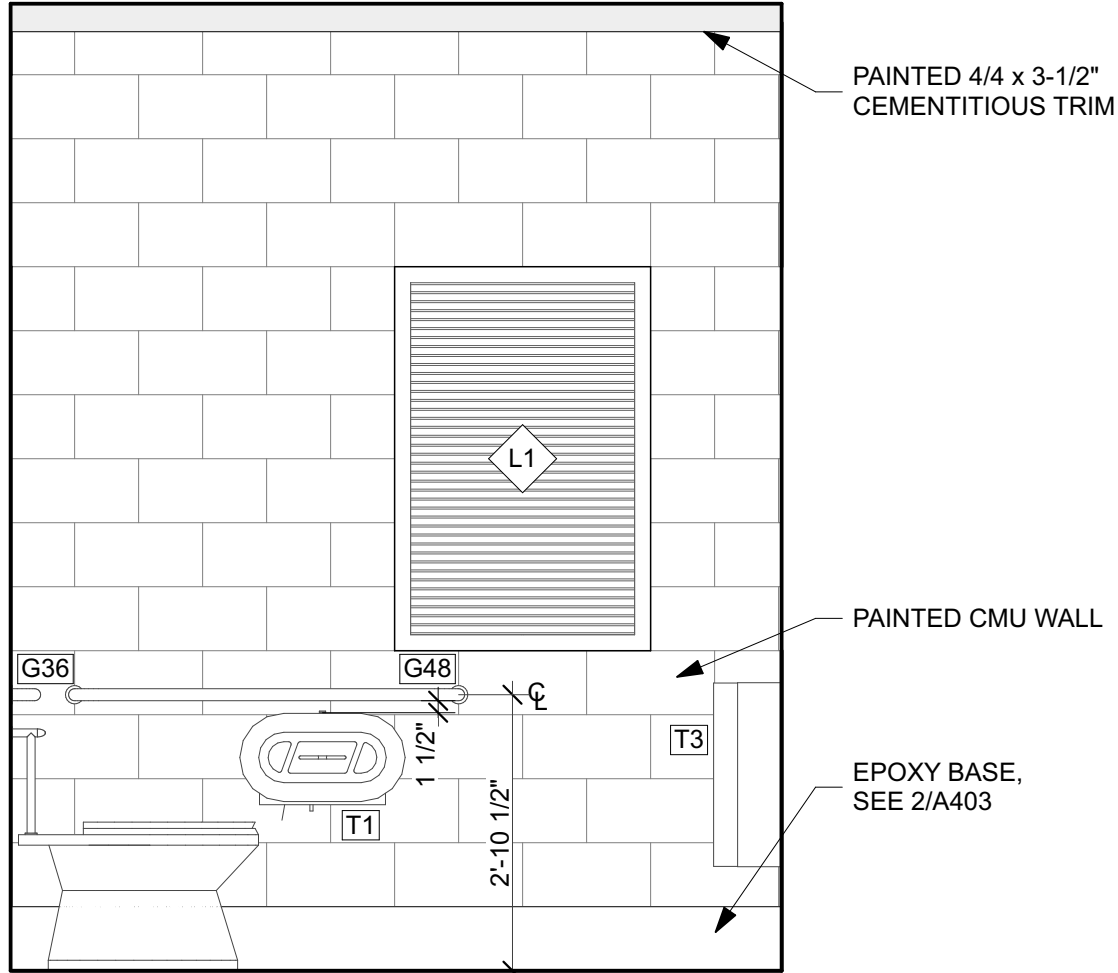 PAINTED 4/4 x 3-1/2"
CEMENTITIOUS TRIM
L1
PAINTED CMU WALL
G36
G48
℄
T3
1 1/2"
T1
2'-10 1/2"
EPOXY BASE,
SEE 2/A403